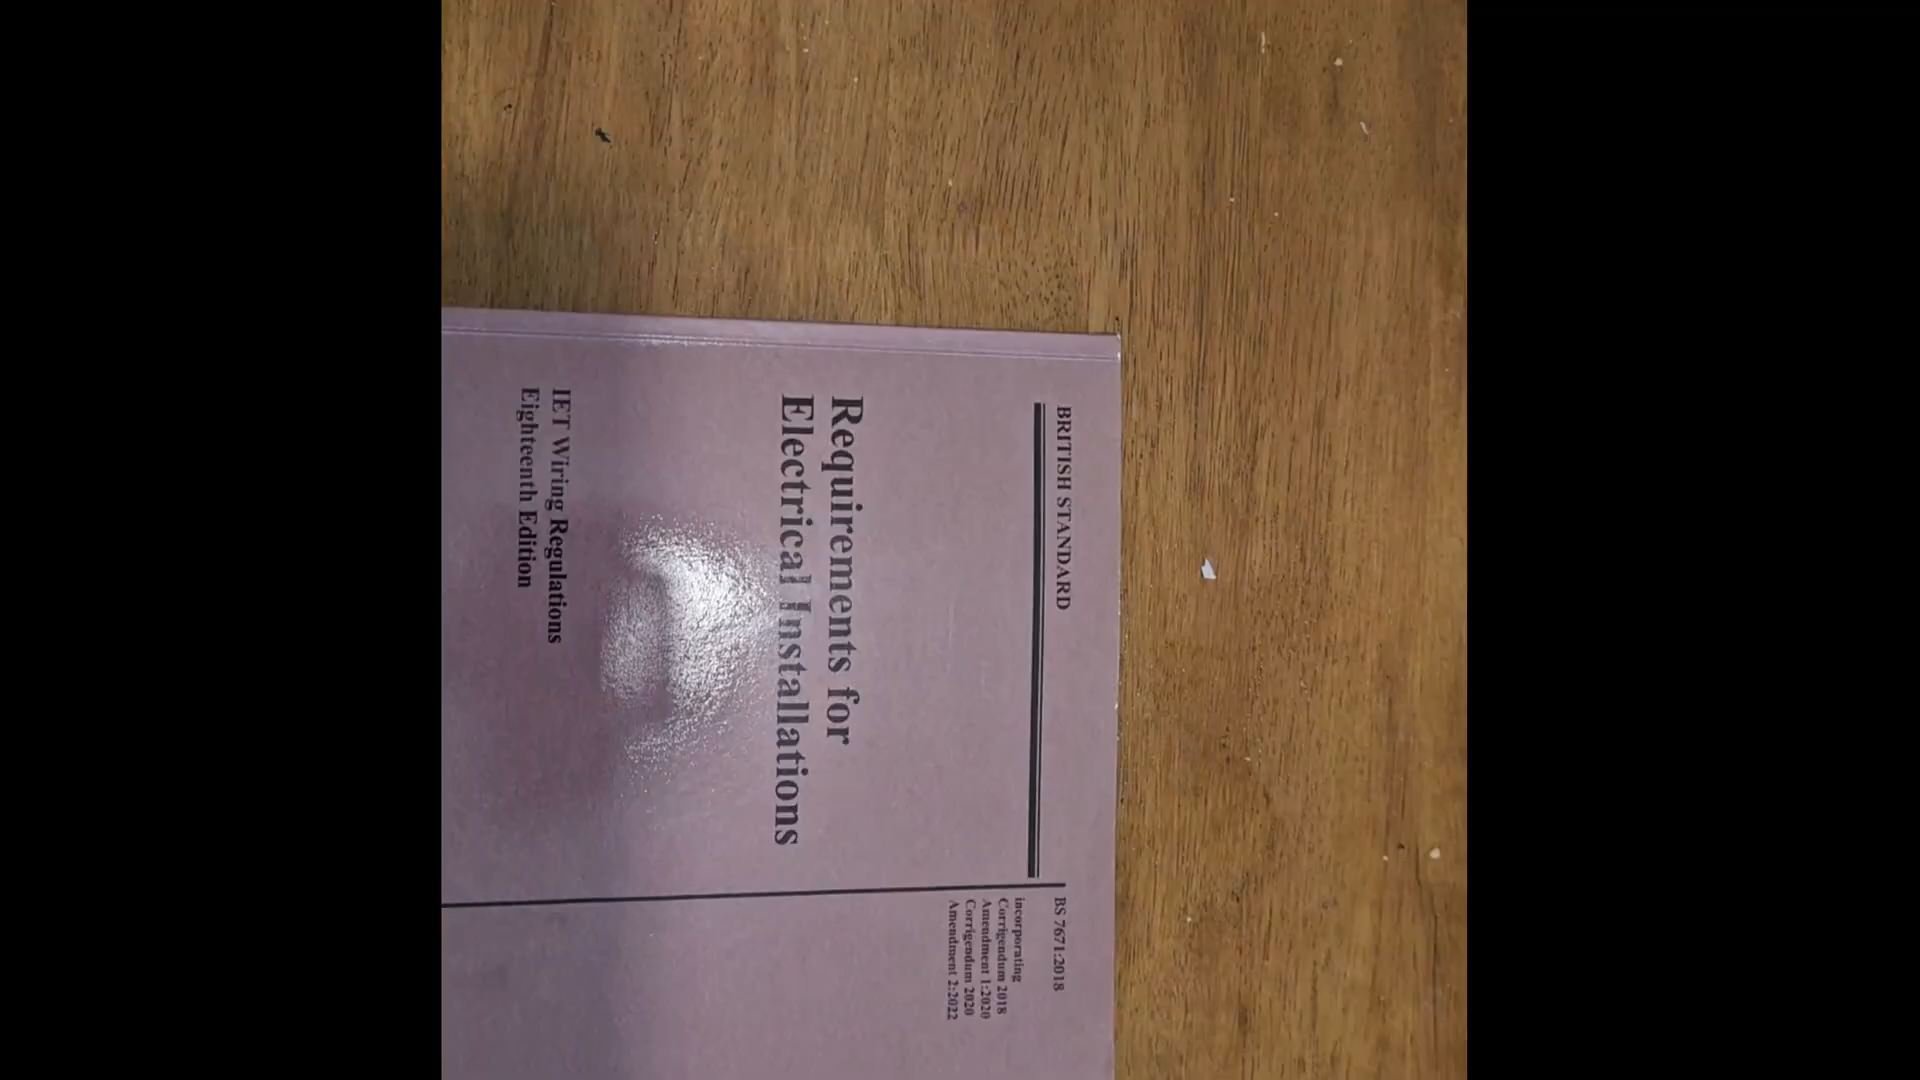 BRITISH STANDARD
BS 7671:2018
incorporating
Corrigendum 2018
Amendment 1:2020
Corrigendum 2020
Amendment 2:2022
Requirements for
Electrical Installations
IET Wiring Regulations
Eighteenth Edition